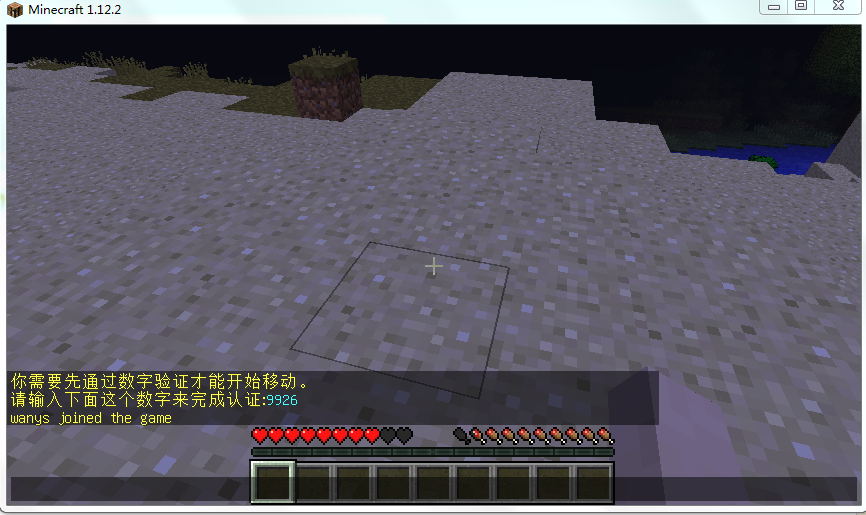 Minecraft 1.12.2
你需要先通过数字验证才能开始移动。
请输入下面这个数字来完成认证:9926
wanys joined the game